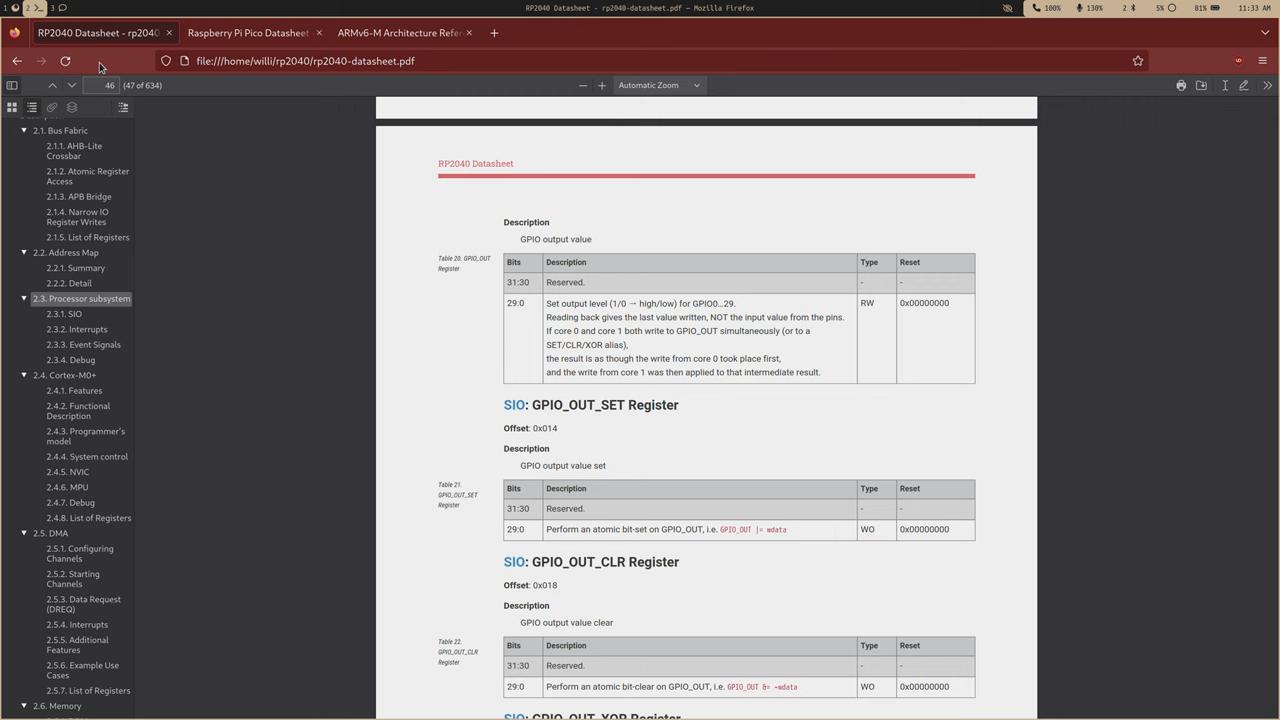 1 2 3
RP2040 Datasheet - rp2040-datasheet.pdf — Mozilla Firefox
100% 130% 2 5% 81% 11:33 AM
RP2040 Datasheet - rp2040 Raspberry Pi Pico Datasheet ARMv6-M Architecture Refer
file:///home/willi/rp2040/rp2040-datasheet.pdf
46 (47 of 634) Automatic Zoom
2.1. Bus Fabric
2.1.1. AHB-Lite
Crossbar
2.1.2. Atomic Register
Access
2.1.3. APB Bridge
2.1.4. Narrow IO
Register Writes
2.1.5. List of Registers
2.2. Address Map
2.2.1. Summary
2.2.2. Detail
2.3. Processor subsystem
2.3.1. SIO
2.3.2. Interrupts
2.3.3. Event Signals
2.3.4. Debug
2.4. Cortex-M0+
2.4.1. Features
2.4.2. Functional
Description
2.4.3. Programmer's
model
2.4.4. System control
2.4.5. NVIC
2.4.6. MPU
2.4.7. Debug
2.4.8. List of Registers
2.5. DMA
2.5.1. Configuring
Channels
2.5.2. Starting
Channels
2.5.3. Data Request
(DREQ)
2.5.4. Interrupts
2.5.5. Additional
Features
2.5.6. Example Use
Cases
2.5.7. List of Registers
2.6. Memory
RP2040 Datasheet
Description
GPIO output value
Table 20. GPIO_OUT
Register
Bits Description Type Reset
31:30 Reserved. - -
29:0 Set output level (1/0 → high/low) for GPIO0...29. RW 0x00000000
Reading back gives the last value written, NOT the input value from the pins.
If core 0 and core 1 both write to GPIO_OUT simultaneously (or to a
SET/CLR/XOR alias),
the result is as though the write from core 0 took place first,
and the write from core 1 was then applied to that intermediate result.
SIO: GPIO_OUT_SET Register
Offset: 0x014
Description
GPIO output value set
Table 21.
GPIO_OUT_SET
Register
Bits Description Type Reset
31:30 Reserved. - -
29:0 Perform an atomic bit-set on GPIO_OUT, i.e. GPIO_OUT |= wdata WO 0x00000000
SIO: GPIO_OUT_CLR Register
Offset: 0x018
Description
GPIO output value clear
Table 22.
GPIO_OUT_CLR
Register
Bits Description Type Reset
31:30 Reserved. - -
29:0 Perform an atomic bit-clear on GPIO_OUT, i.e. GPIO_OUT &= ~wdata WO 0x00000000
SIO: GPIO_OUT_XOR Register